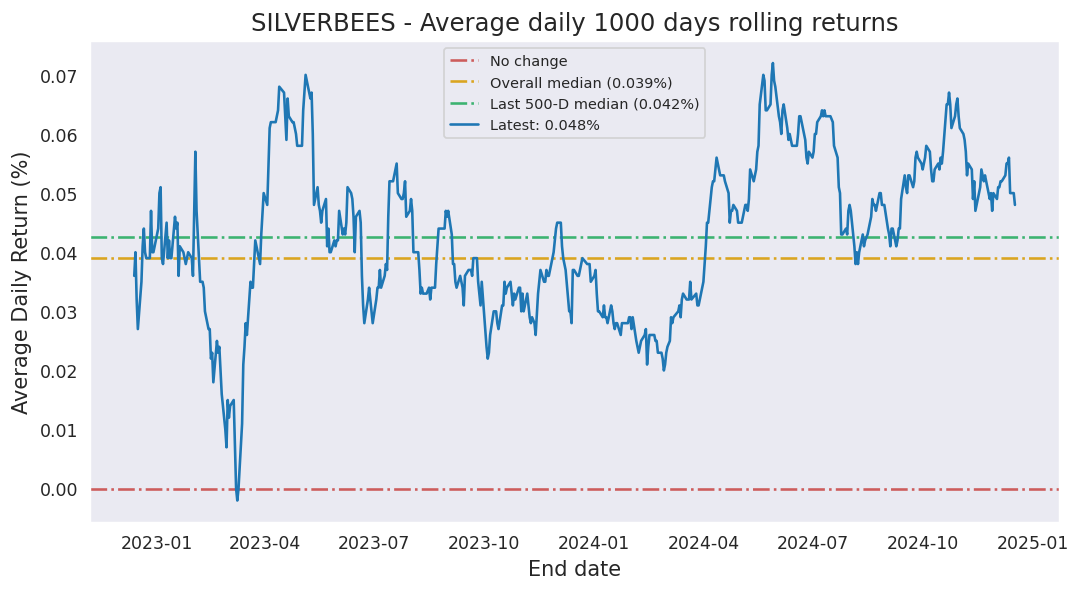 SILVERBEES - Average daily 1000 days rolling returns
No change
Overall median (0.039%)
Last 500-D median (0.042%)
Latest: 0.048%
Average Daily Return (%)
0.07
0.06
0.05
0.04
0.03
0.02
0.01
0.00
2023-01 2023-04 2023-07 2023-10 2024-01 2024-04 2024-07 2024-10 2025-01
End date